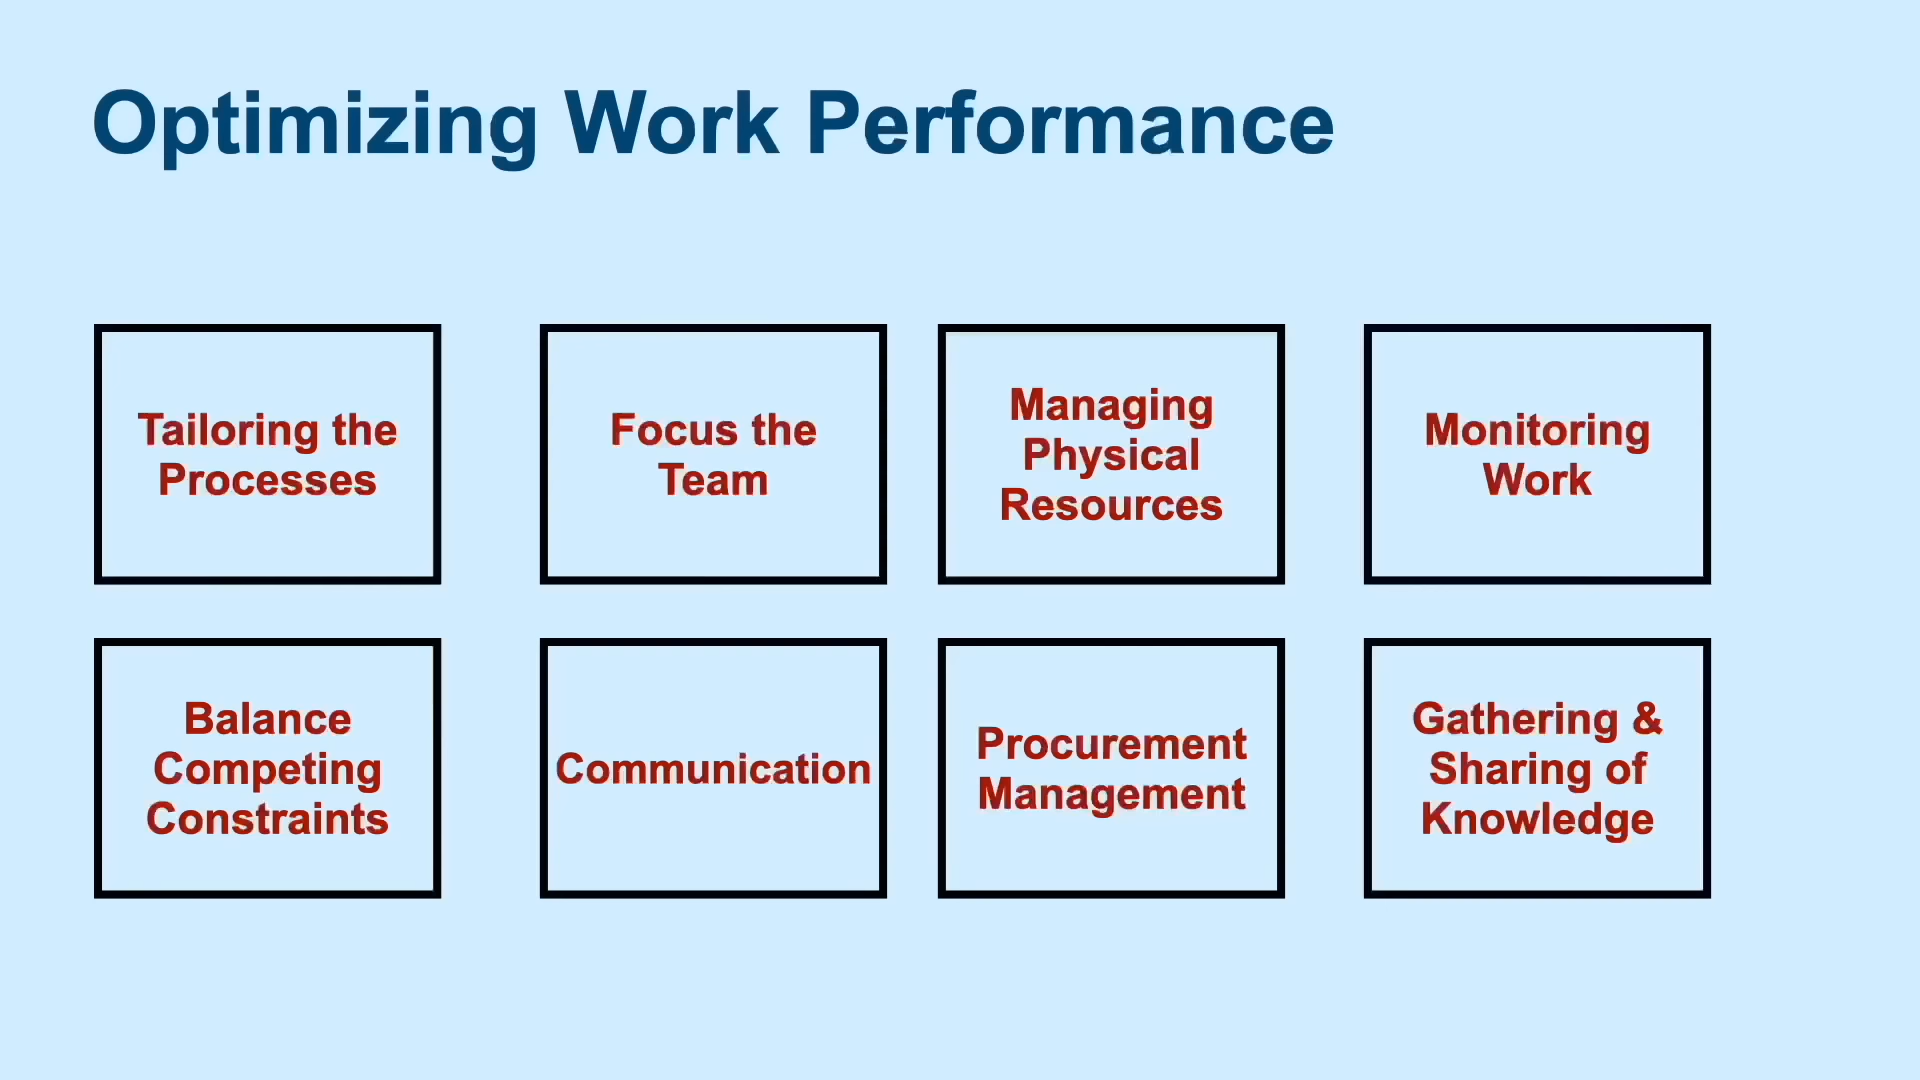 Optimizing Work Performance
Tailoring the
Processes
Focus the
Team
Managing
Physical
Resources
Monitoring
Work
Balance
Competing
Constraints
Communication
Procurement
Management
Gathering &
Sharing of
Knowledge